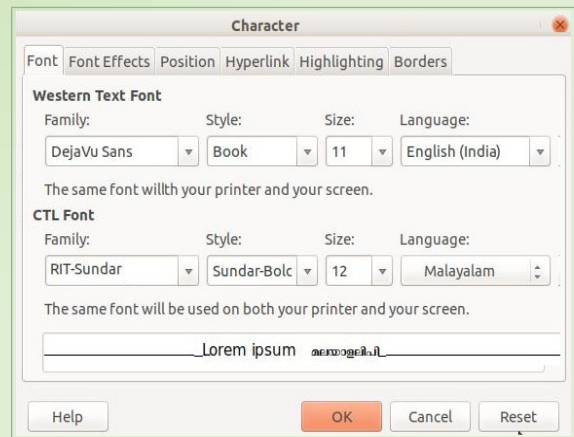 Character
Font Font Effects Position Hyperlink Highlighting Borders
Western Text Font
Family: Style: Size: Language:
DejaVu Sans Book 11 English (India)
The same font willth your printer and your screen.
CTL Font
Family: Style: Size: Language:
RIT-Sundar Sundar-Bolc 12 Malayalam
The same font will be used on both your printer and your screen.
Lorem ipsum മലയാളലിപി
Help OK Cancel Reset